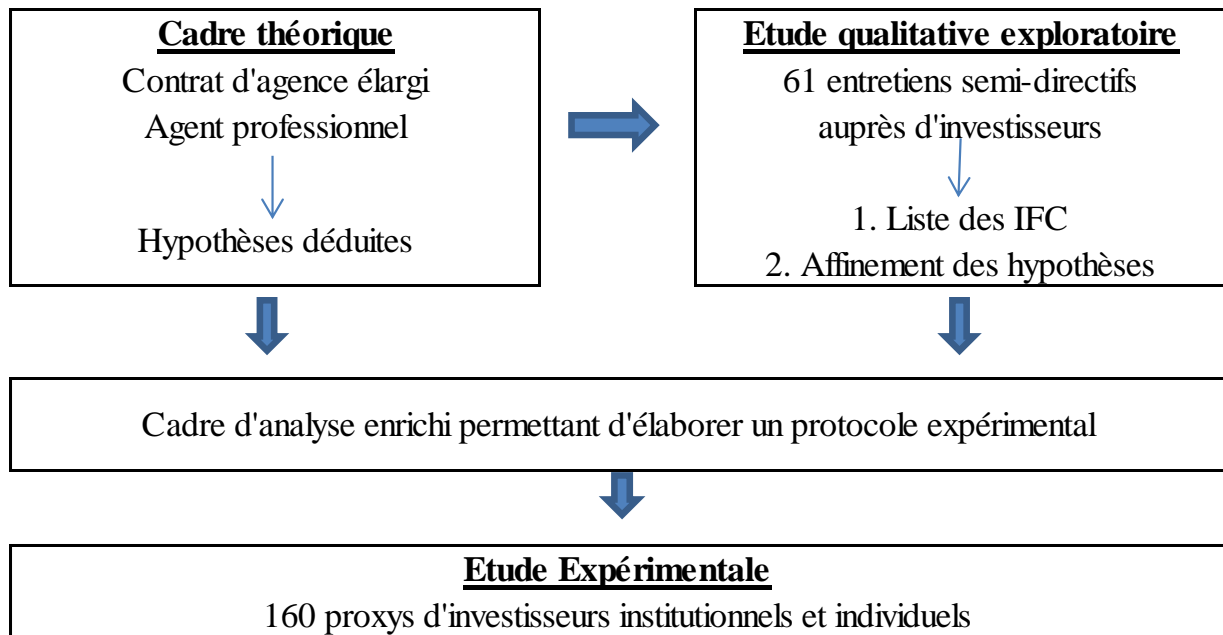 Cadre théorique
Contrat d'agence élargi
Agent professionnel
Hypothèses déduites
Etude qualitative exploratoire
61 entretiens semi-directifs
auprès d'investisseurs
1. Liste des IFC
2. Affinement des hypothèses
Cadre d'analyse enrichi permettant d'élaborer un protocole expérimental
Etude Expérimentale
160 proxys d'investisseurs institutionnels et individuels